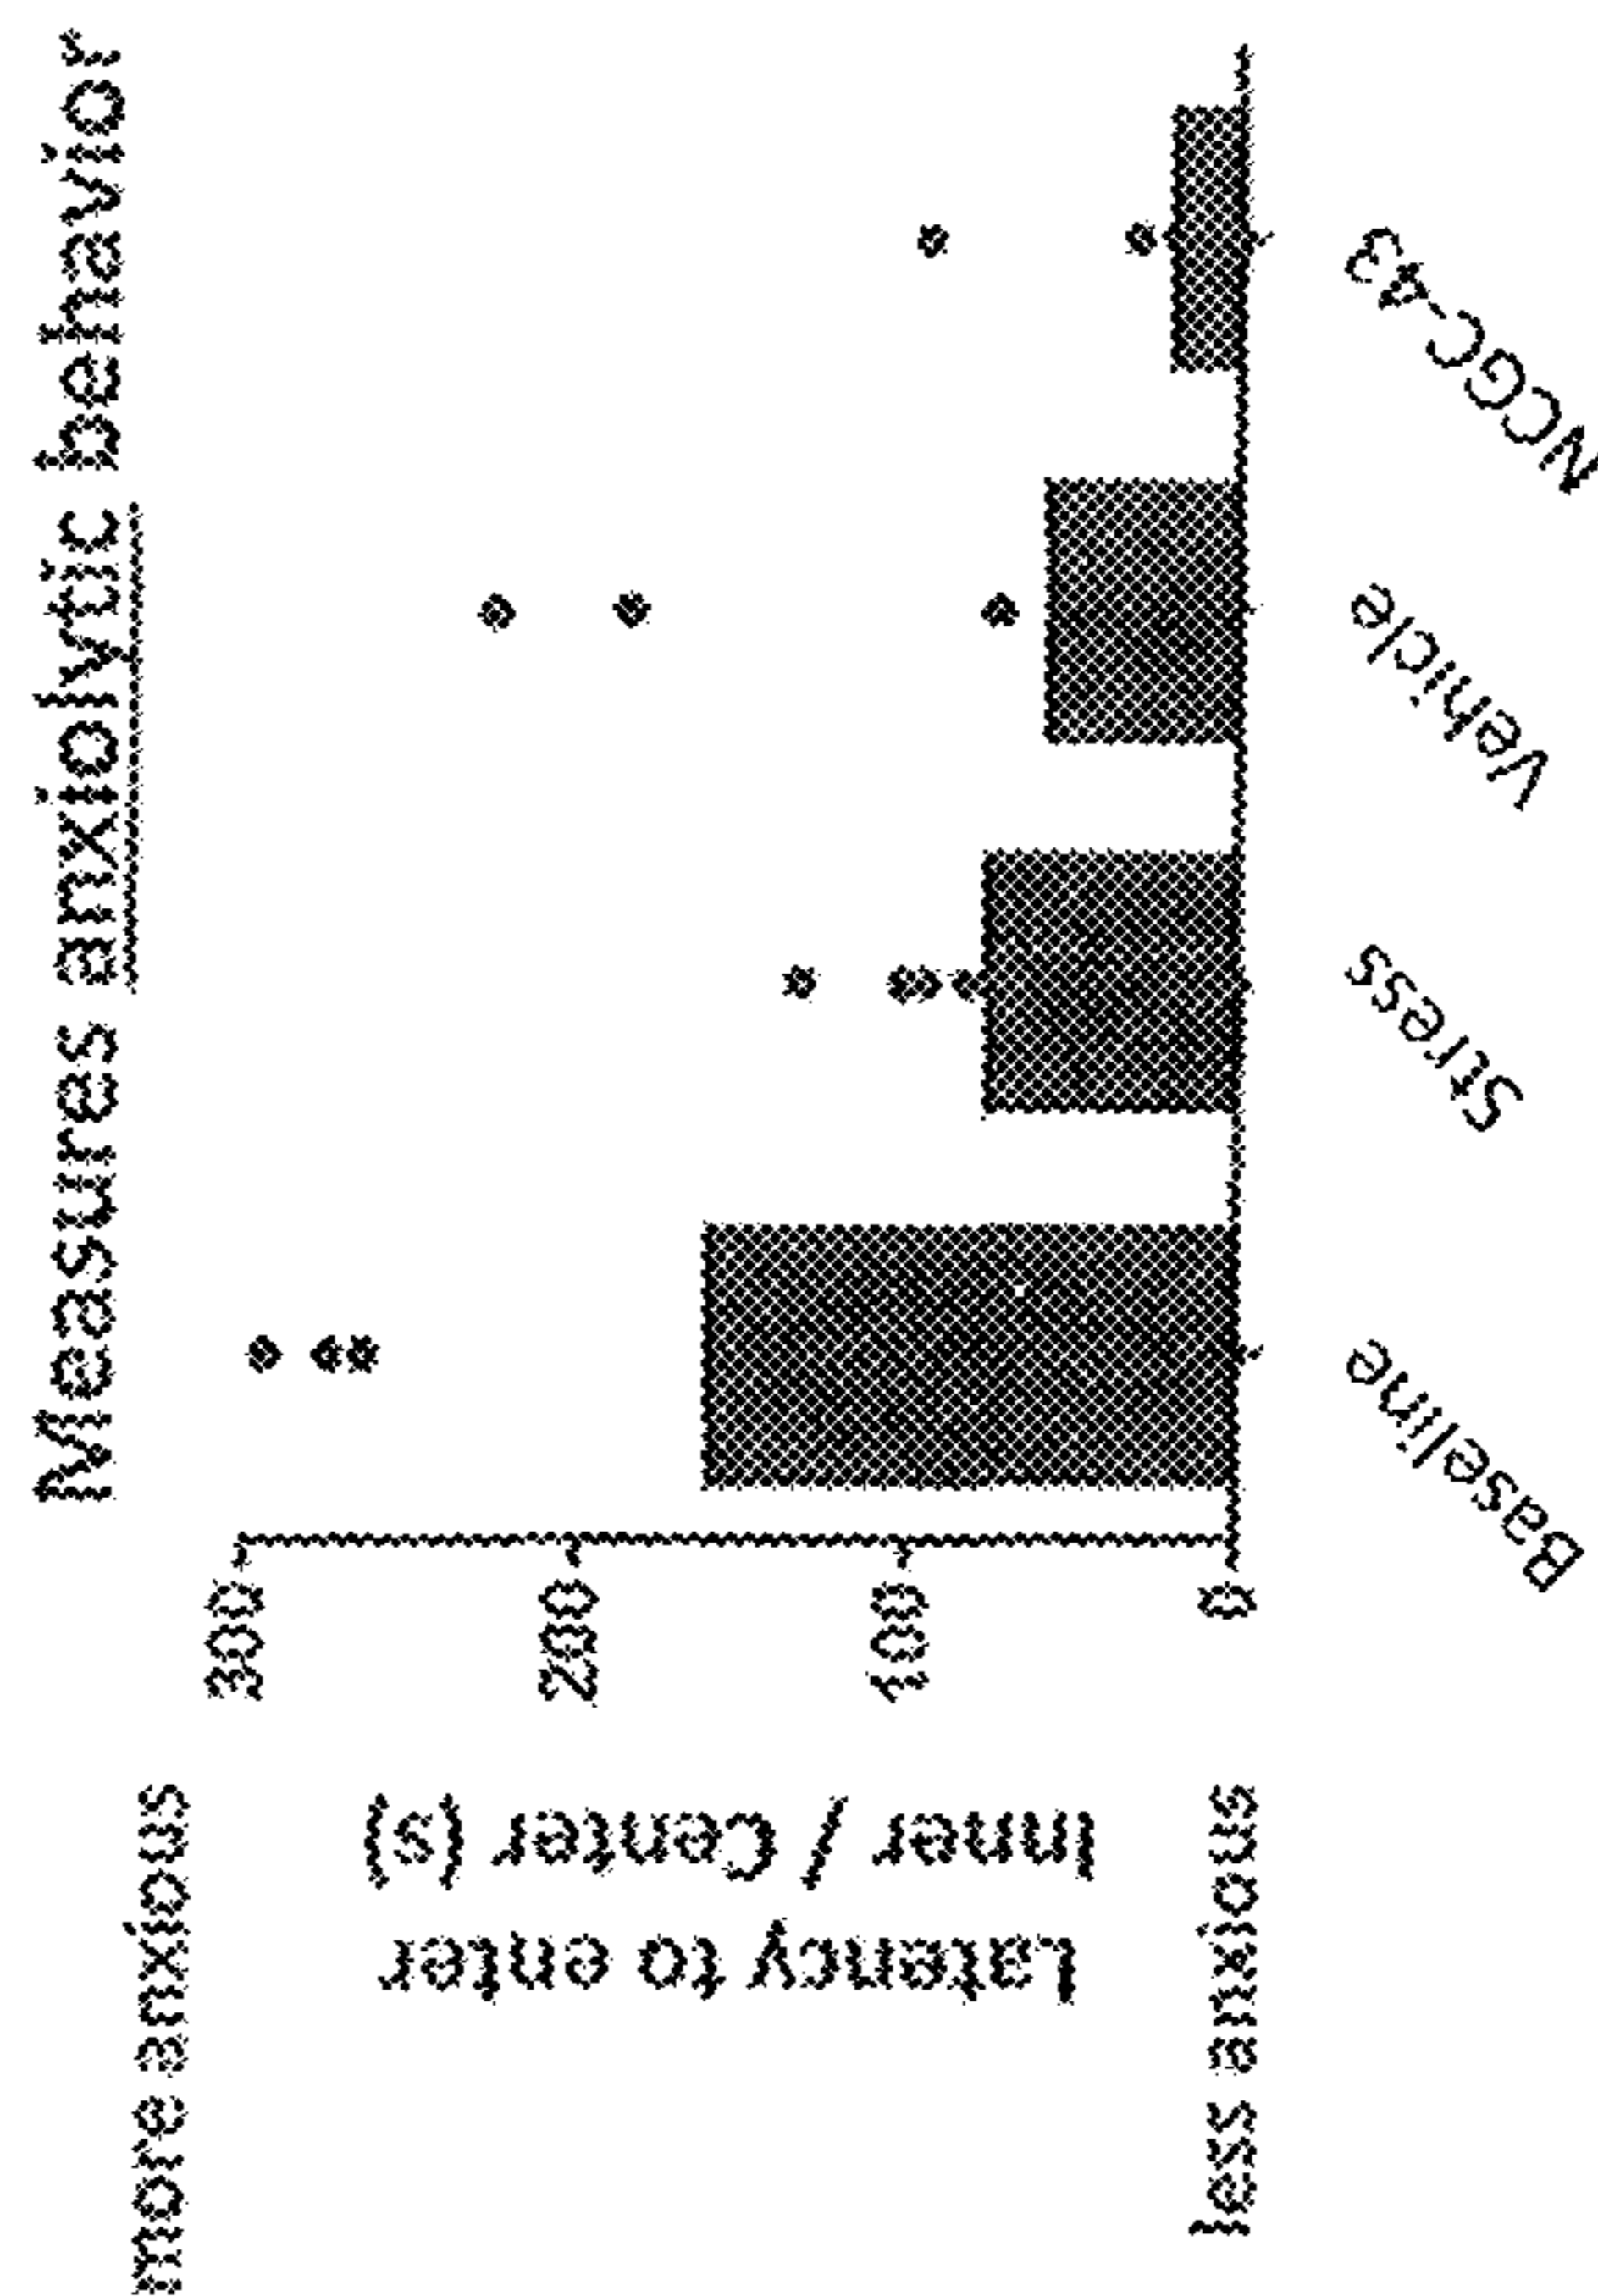 Measures anxiolytic behavior
more anxious
Latency to enter
Inner / Center (s)
less anxious
300
200
100
0
Baseline
Stress
Vehicle
NCGC-43